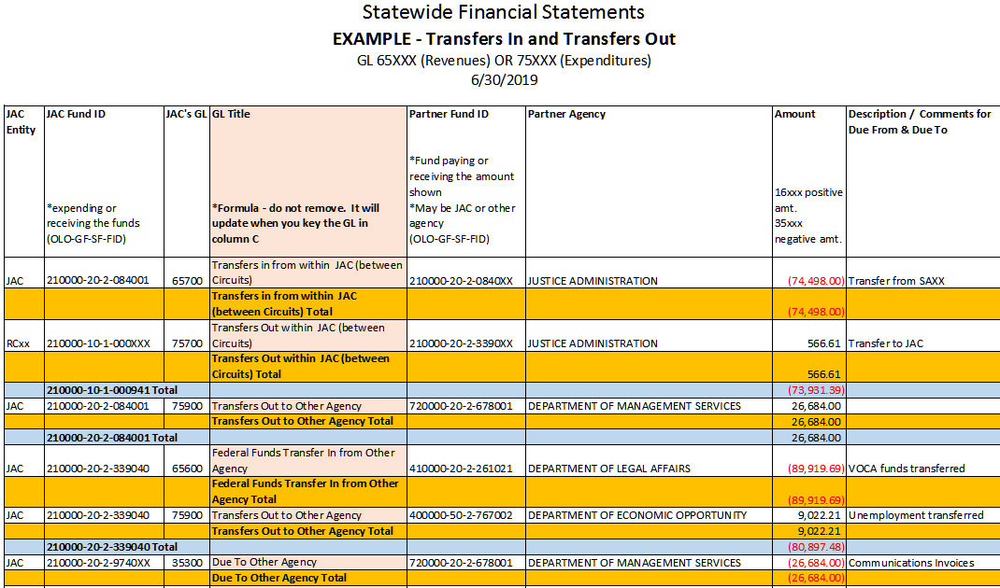 Statewide Financial Statements
EXAMPLE - Transfers In and Transfers Out
GL 65XXX (Revenues) OR 75XXX (Expenditures)
6/30/2019
JAC Entity JAC Fund ID JAC's GL GL Title Partner Fund ID Partner Agency Amount Description / Comments for Due From & Due To
*expending or receiving the funds (OLO-GF-SF-FID) *Formula - do not remove. It will update when you key the GL in column C *Fund paying or receiving the amount shown *May be JAC or other agency (OLO-GF-SF-FID) 16xxx positive amt. 35xxx negative amt.
JAC 210000-20-2-084001 65700 Transfers in from within JAC (between Circuits) 210000-20-2-0840XX JUSTICE ADMINISTRATION (74,498.00) Transfer from SAXX
Transfers in from within JAC (between Circuits) Total (74,498.00)
RCxx 210000-10-1-000XXX 75700 Transfers Out within JAC (between Circuits) 210000-20-2-3390XX JUSTICE ADMINISTRATION 566.61 Transfer to JAC
Transfers Out within JAC (between Circuits) Total 566.61
210000-10-1-000941 Total (73,931.39)
JAC 210000-20-2-084001 75900 Transfers Out to Other Agency 720000-20-2-678001 DEPARTMENT OF MANAGEMENT SERVICES 26,684.00
Transfers Out to Other Agency Total 26,684.00
210000-20-2-084001 Total 26,684.00
JAC 210000-20-2-339040 65600 Federal Funds Transfer In from Other Agency 410000-20-2-261021 DEPARTMENT OF LEGAL AFFAIRS (89,919.69) VOCA funds transferred
Federal Funds Transfer In from Other Agency Total (89,919.69)
JAC 210000-20-2-339040 75900 Transfers Out to Other Agency 400000-50-2-767002 DEPARTMENT OF ECONOMIC OPPORTUNITY 9,022.21 Unemployment transferred
Transfers Out to Other Agency Total 9,022.21
210000-20-2-339040 Total (80,897.48)
JAC 210000-20-2-9740XX 35300 Due To Other Agency 720000-20-2-678001 DEPARTMENT OF MANAGEMENT SERVICES (26,684.00) Communications Invoices
Due To Other Agency Total (26,684.00)